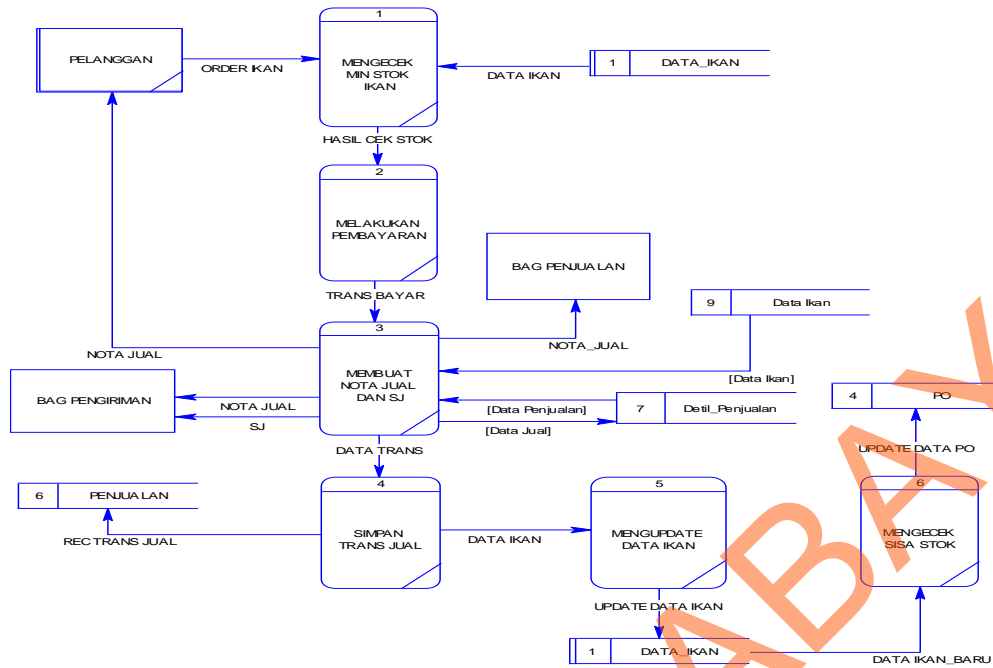 1
PELANGGAN
MENGECEK
MIN STOK
IKAN
1 DATA_IKAN
ORDER IKAN
DATA IKAN
HASIL CEK STOK
2
MELAKUKAN
PEMBAYARAN
BAG PENJUALAN
TRANS BAYAR
9 Data Ikan
3
NOTA JUAL
NOTA_JUAL
MEMBUAT
NOTA JUAL
DAN SJ
[Data Ikan]
BAG PENGIRIMAN
NOTA JUAL
SJ
[Data Penjualan]
7 Detil_Penjualan
[Data Jual]
4 PO
DATA TRANS
UPDATE DATA PO
4
5
6
6 PENJUALAN
SIMPAN
TRANS JUAL
REC TRANS JUAL
DATA IKAN
MENGUPDATE
DATA IKAN
MENGECEK
SISA STOK
UPDATE DATA IKAN
1 DATA_IKAN
DATA IKAN_BARU
ABAY